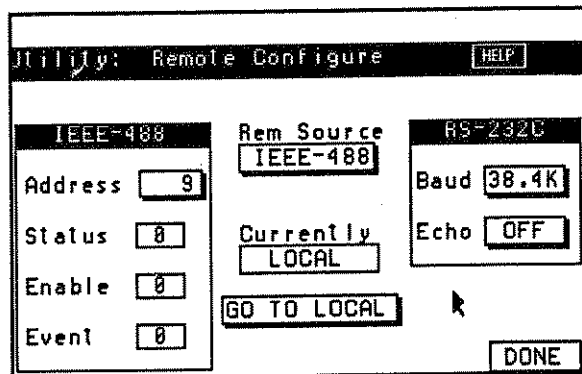 Utility: Remote Configure HELP
IEEE-488
Address 9
Status 0
Enable 0
Event 0
Rem Source
IEEE-488
Currently
LOCAL
GO TO LOCAL
RS-232C
Baud 38.4K
Echo OFF
DONE